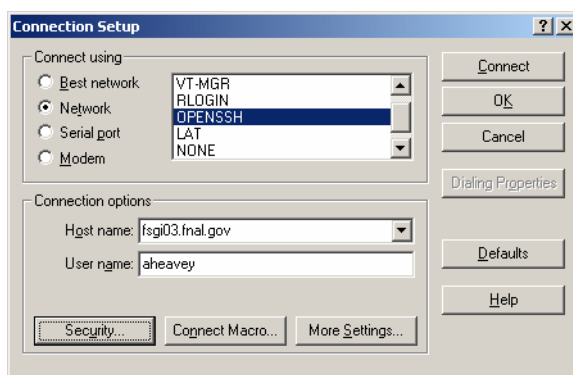 Connection Setup
Connect using
Best network
Network
Serial port
Modem
VT-MGR
RLOGIN
OPENSSH
LAT
NONE
Connection options
Host name: fsgi03.fnal.gov
User name: aheavey
Security...
Connect Macro...
More Settings...
Connect
OK
Cancel
Dialing Properties
Defaults
Help